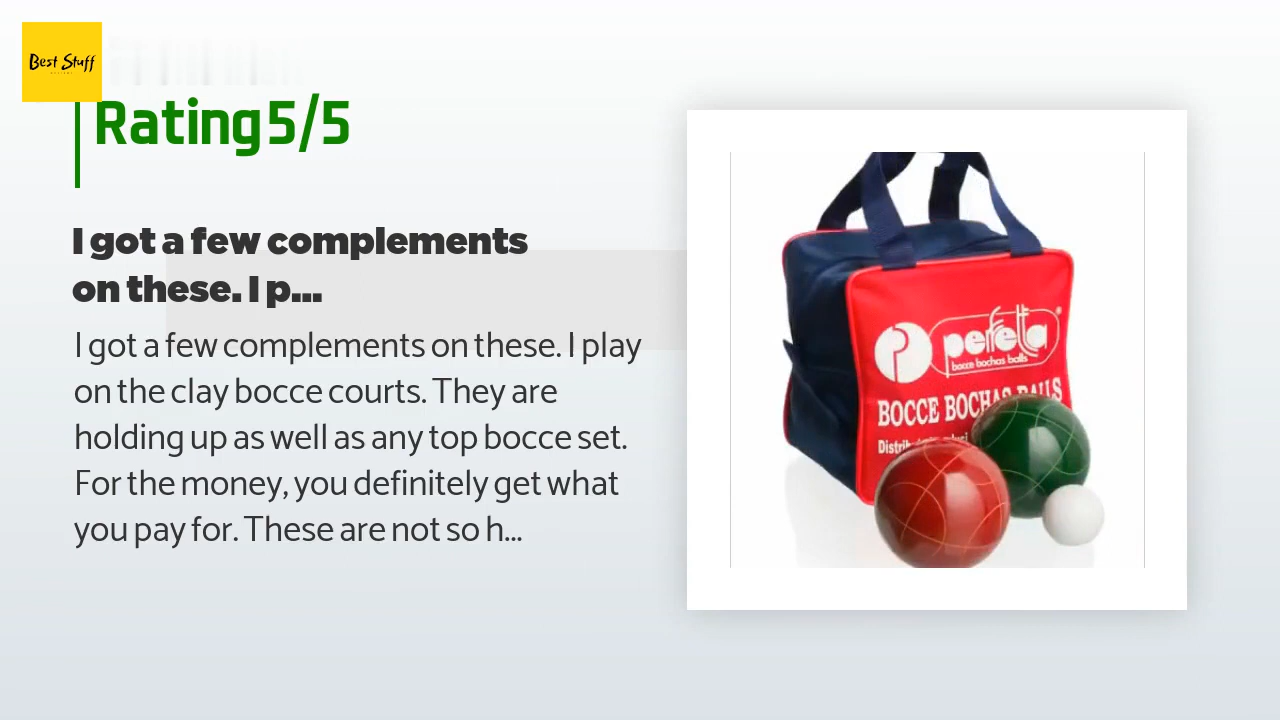 Best Stuff
Rating 5/5
I got a few complements
on these. I p...
I got a few complements on these. I play
on the clay bocce courts. They are
holding up as well as any top bocce set.
For the money, you definitely get what
you pay for. These are not so h...
perfetta
bocce bochas balls
BOCCE BOCHAS BALLS